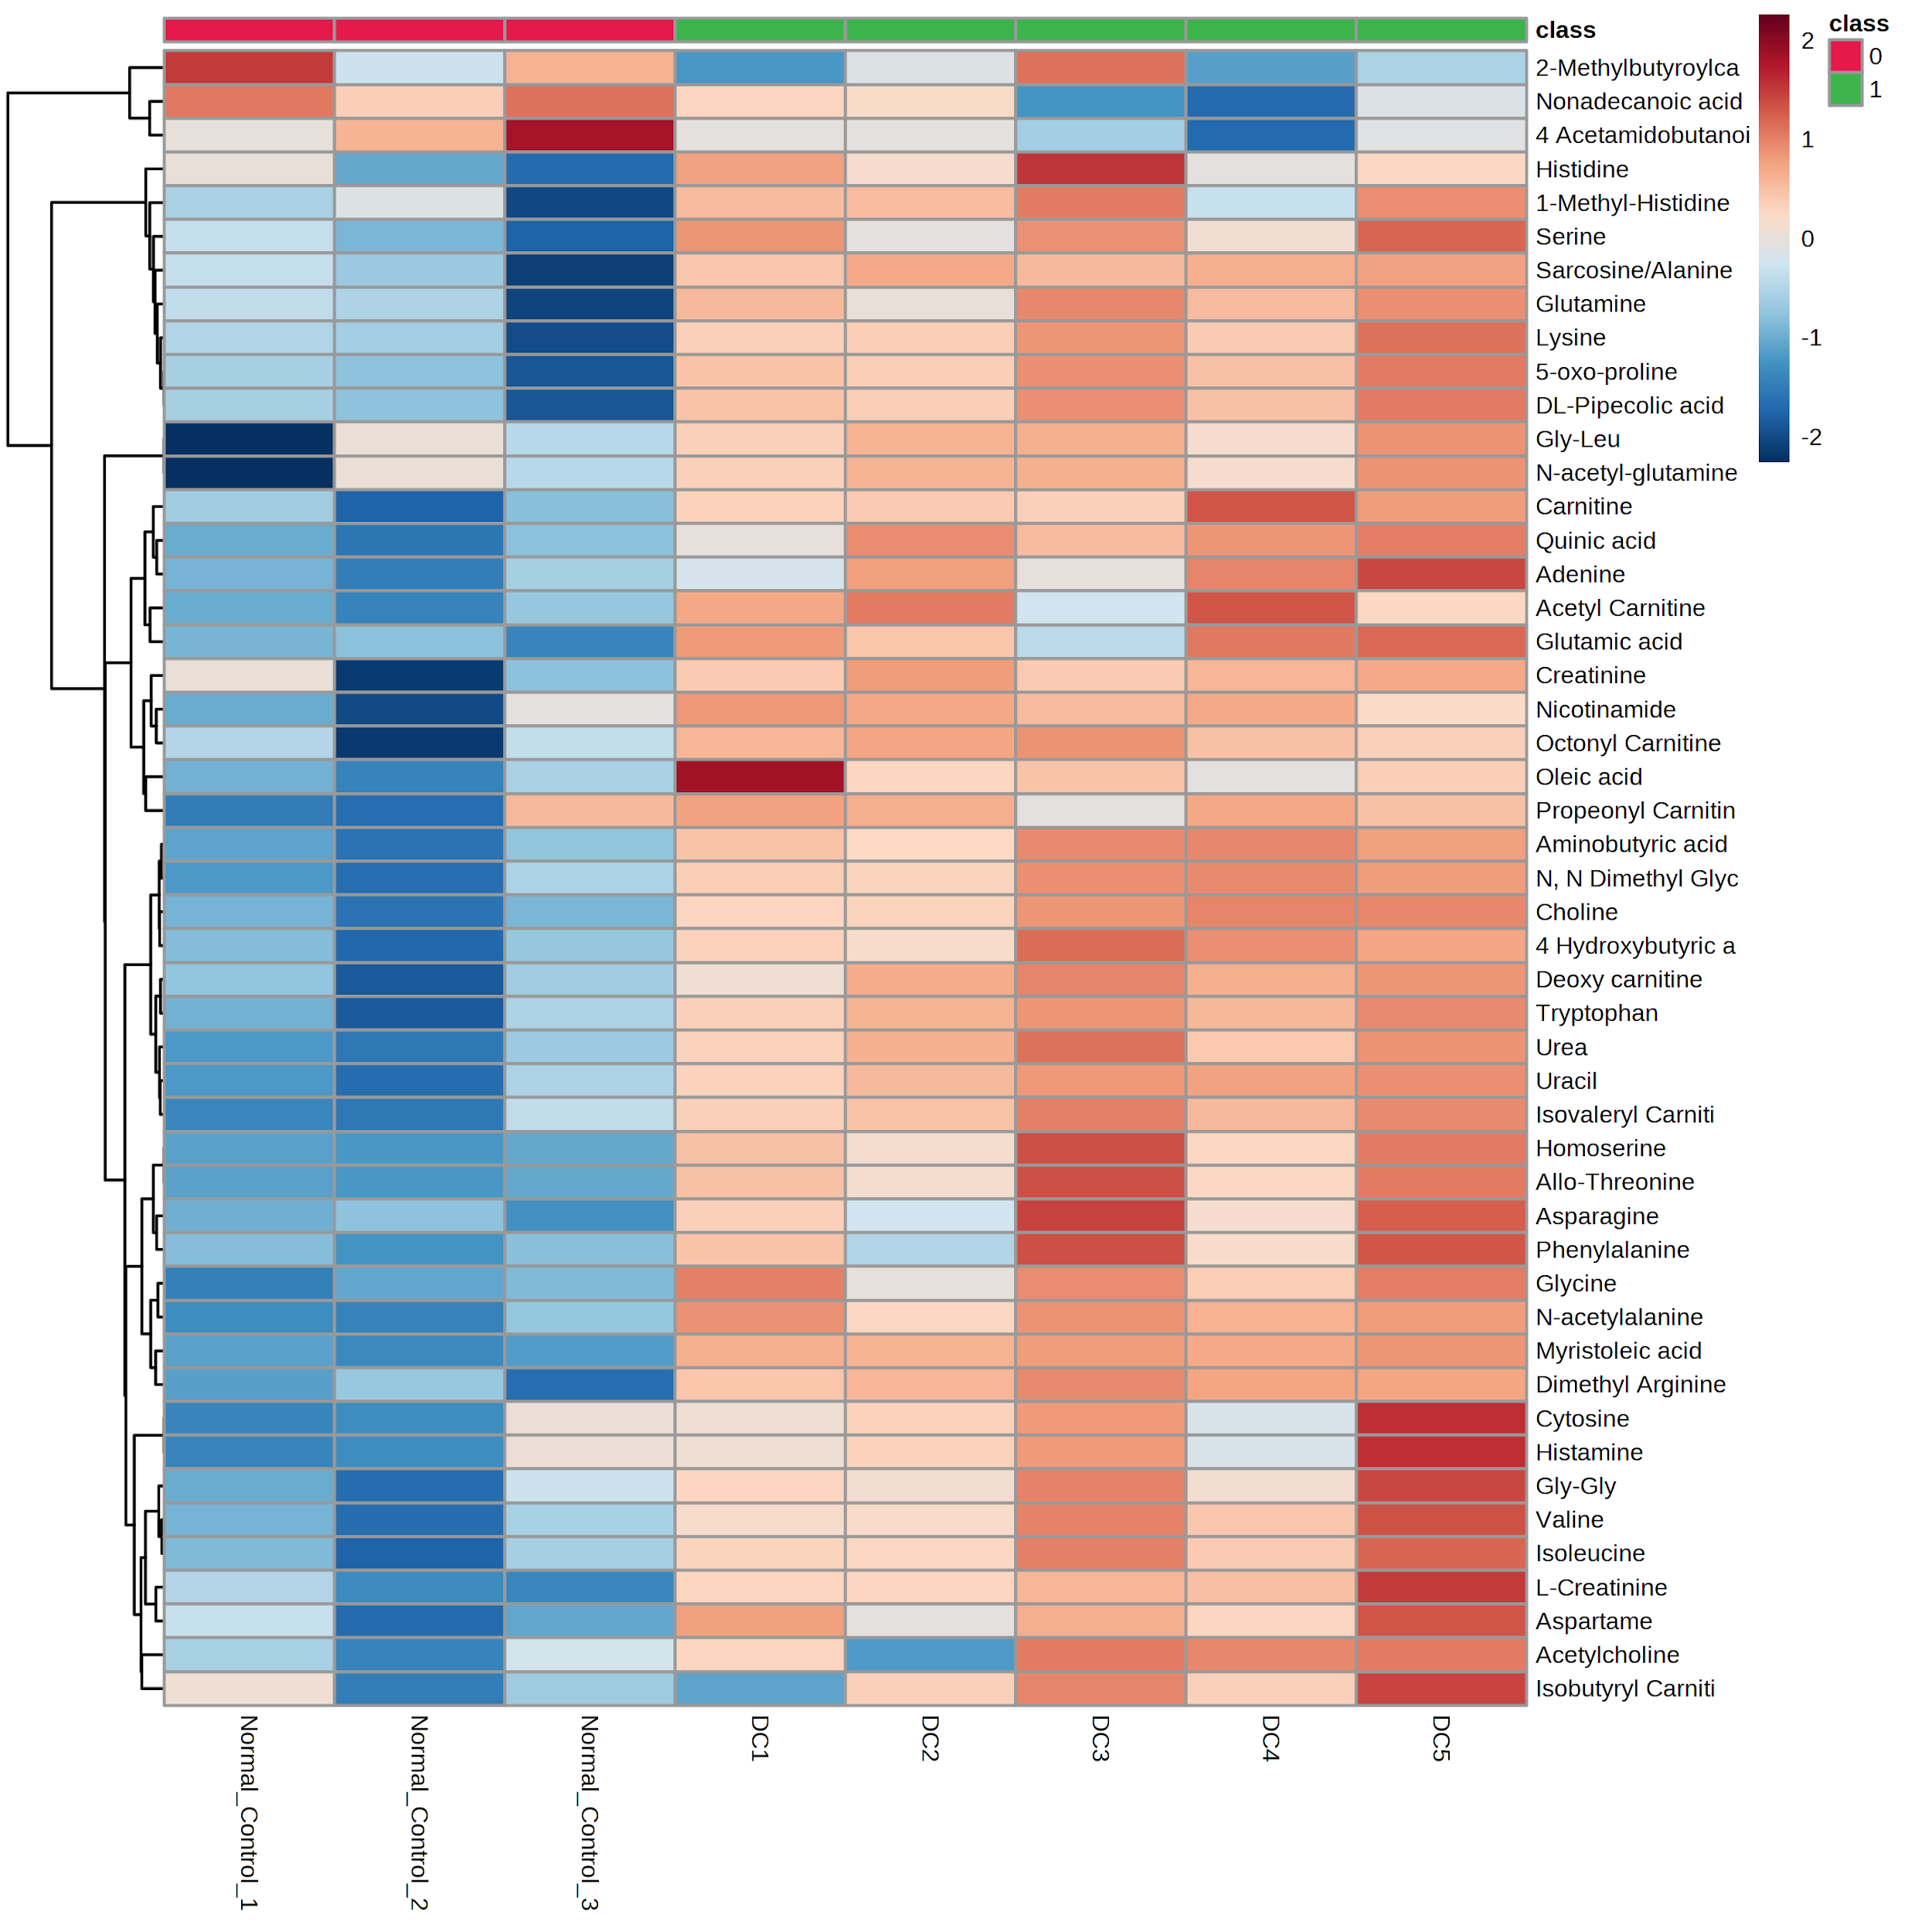 class
2-Methylbutyroylca
Nonadecanoic acid
4 Acetamidobutanoi
Histidine
1-Methyl-Histidine
Serine
Sarcosine/Alanine
Glutamine
Lysine
5-oxo-proline
DL-Pipecolic acid
Gly-Leu
N-acetyl-glutamine
Carnitine
Quinic acid
Adenine
Acetyl Carnitine
Glutamic acid
Creatinine
Nicotinamide
Octonyl Carnitine
Oleic acid
Propeonyl Carnitin
Aminobutyric acid
N, N Dimethyl Glyc
Choline
4 Hydroxybutyric a
Deoxy carnitine
Tryptophan
Urea
Uracil
Isovaleryl Carniti
Homoserine
Allo-Threonine
Asparagine
Phenylalanine
Glycine
N-acetylalanine
Myristoleic acid
Dimethyl Arginine
Cytosine
Histamine
Gly-Gly
Valine
Isoleucine
L-Creatinine
Aspartame
Acetylcholine
Isobutyryl Carniti
2
1
0
-1
-2
class
0
1
Normal_Control_1
Normal_Control_2
Normal_Control_3
DC1
DC2
DC3
DC4
DC5